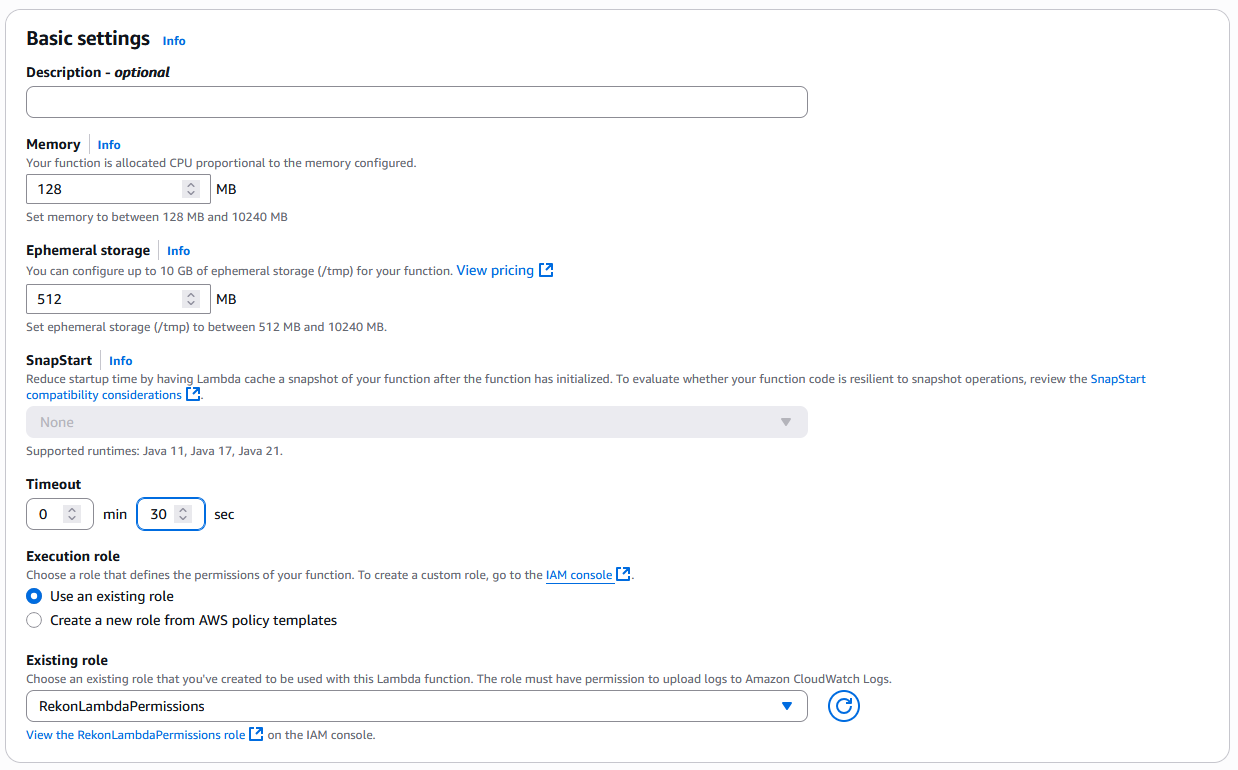 Basic settings Info
Description - optional
Memory Info
Your function is allocated CPU proportional to the memory configured.
128 MB
Set memory to between 128 MB and 10240 MB
Ephemeral storage Info
You can configure up to 10 GB of ephemeral storage (/tmp) for your function. View pricing
512 MB
Set ephemeral storage (/tmp) to between 512 MB and 10240 MB.
SnapStart Info
Reduce startup time by having Lambda cache a snapshot of your function after the function has initialized. To evaluate whether your function code is resilient to snapshot operations, review the SnapStart
compatibility considerations.
None
Supported runtimes: Java 11, Java 17, Java 21.
Timeout
0 min 30 sec
Execution role
Choose a role that defines the permissions of your function. To create a custom role, go to the IAM console.
Use an existing role
Create a new role from AWS policy templates
Existing role
Choose an existing role that you've created to be used with this Lambda function. The role must have permission to upload logs to Amazon CloudWatch Logs.
RekonLambdaPermissions
View the RekonLambdaPermissions role on the IAM console.